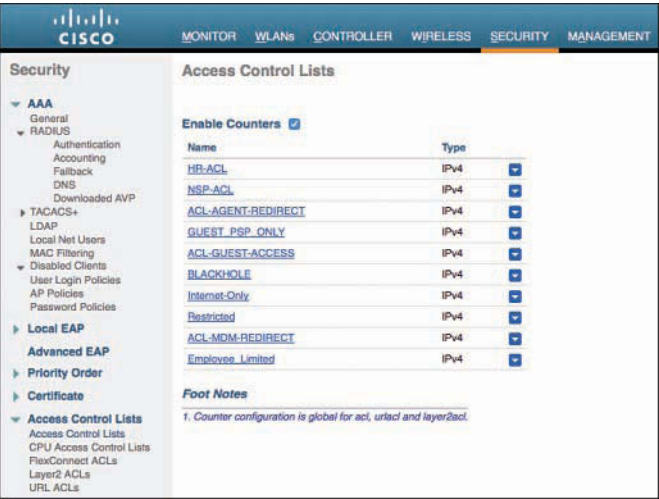 CISCO
MONITOR WLANs CONTROLLER WIRELESS SECURITY MANAGEMENT
Security
AAA
General
RADIUS
Authentication
Accounting
Fallback
DNS
Downloaded AVP
TACACS+
LDAP
Local Net Users
MAC Filtering
Disabled Clients
User Login Policies
AP Policies
Password Policies
Local EAP
Advanced EAP
Priority Order
Certificate
Access Control Lists
Access Control Lists
CPU Access Control Lists
FlexConnect ACLs
Layer2 ACLs
URL ACLs
Access Control Lists
Enable Counters
Name Type
HR-ACL IPv4
NSP-ACL IPv4
ACL-AGENT-REDIRECT IPv4
GUEST_PSP_ONLY IPv4
ACL-GUEST-ACCESS IPv4
BLACKHOLE IPv4
Internet-Only IPv4
Restricted IPv4
ACL-MDM-REDIRECT IPv4
Employee_Limited IPv4
Foot Notes
1. Counter configuration is global for acl, urlacl and layer2acl.